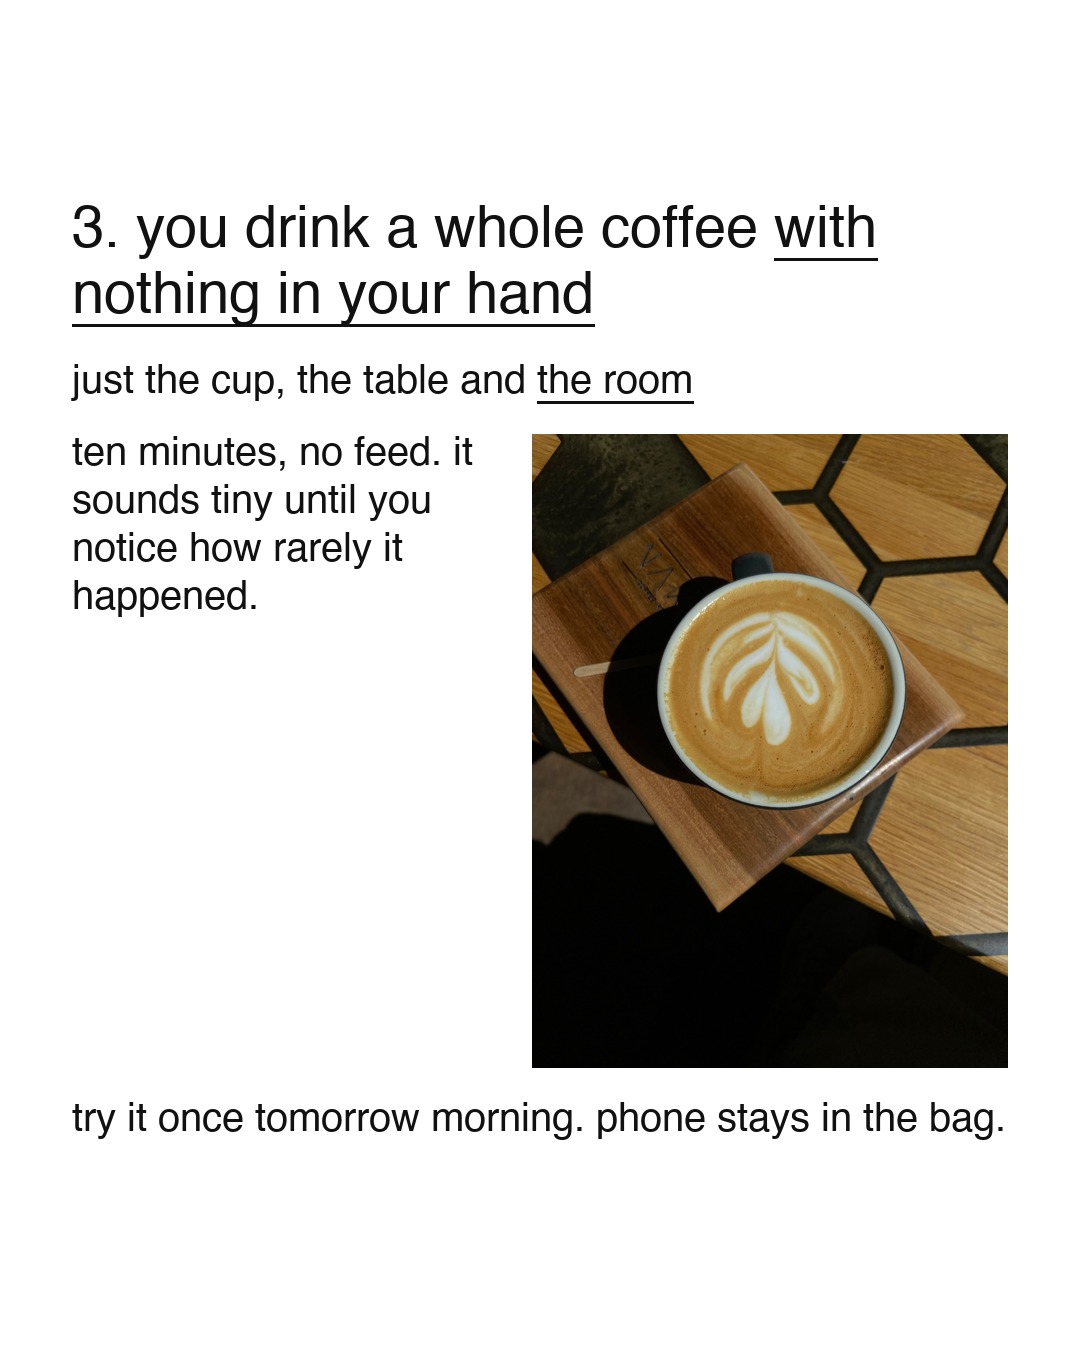 3. you drink a whole coffee with
nothing in your hand
just the cup, the table and the room
ten minutes, no feed. it
sounds tiny until you
notice how rarely it
happened.
try it once tomorrow morning. phone stays in the bag.